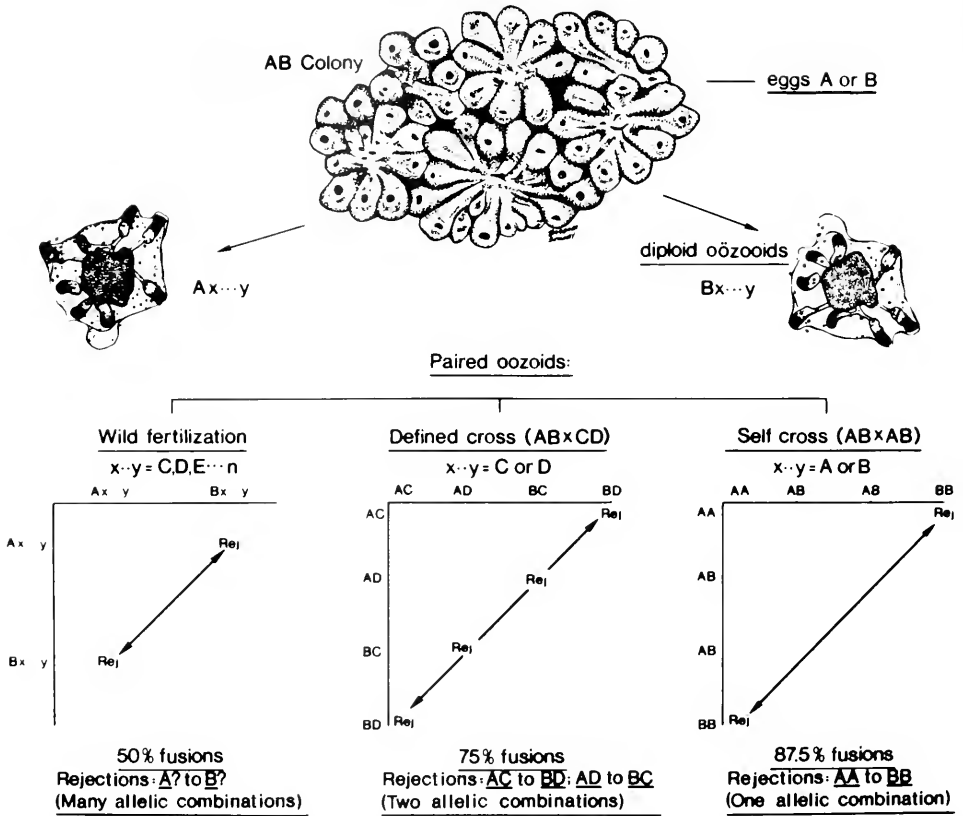 AB Colony
eggs A or B
diploid oözooids
Ax···y
Bx···y
Paired oozoids:
Wild fertilization
x··y = C,D,E···n
Ax y Bx y
Ax y
Rej
Bx y
Rej
50% fusions
Rejections: A? to B?
(Many allelic combinations)
Defined cross (AB×CD)
x··y = C or D
AC AD BC BD
AC
Rej
AD
Rej
BC
Rej
BD
Rej
75% fusions
Rejections: AC to BD; AD to BC
(Two allelic combinations)
Self cross (AB×AB)
x··y = A or B
AA AB AB BB
AA
Rej
AB
AB
BB
Rej
87.5% fusions
Rejections: AA to BB
(One allelic combination)